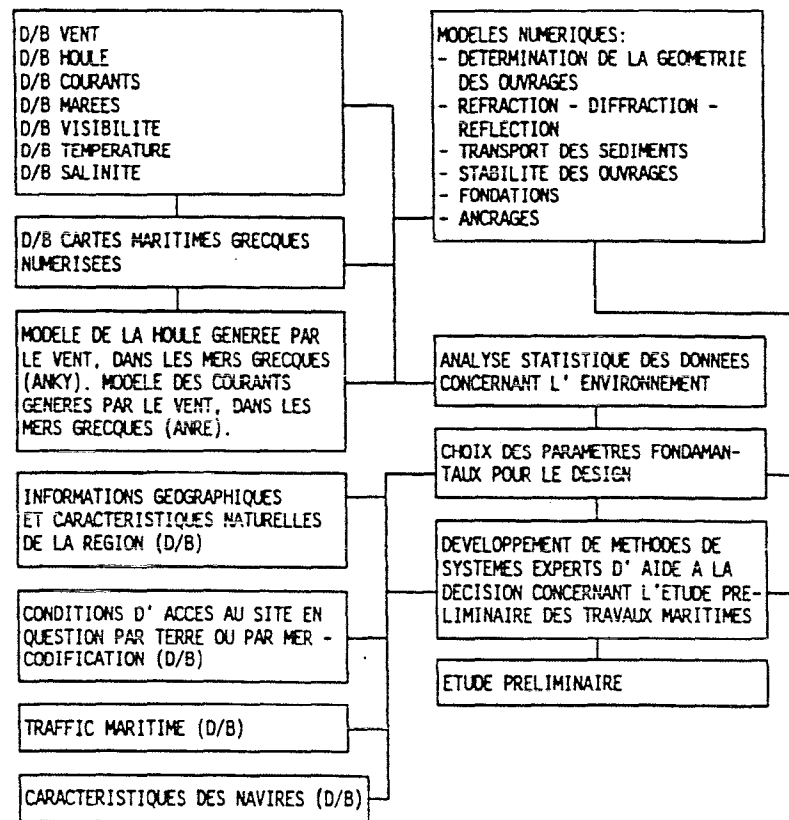 D/B VENT
D/B HOULE
D/B COURANTS
D/B MAREES
D/B VISIBILITE
D/B TEMPERATURE
D/B SALINITE
D/B CARTES MARITIMES GRECQUES
NUMERISEES
MODELE DE LA HOULE GENEREE PAR
LE VENT, DANS LES MERS GRECQUES
(ANKY). MODELE DES COURANTS
GENERES PAR LE VENT, DANS LES
MERS GRECQUES (ANRE).
INFORMATIONS GEOGRAPHIQUES
ET CARACTERISTIQUES NATURELLES
DE LA REGION (D/B)
CONDITIONS D' ACCES AU SITE EN
QUESTION PAR TERRE OU PAR MER -
CODIFICATION (D/B)
TRAFFIC MARITIME (D/B)
CARACTERISTIQUES DES NAVIRES (D/B)
MODELES NUMERIQUES:
- DETERMINATION DE LA GEOMETRIE
DES OUVRAGES
- REFRACTION - DIFFRACTION -
REFLECTION
- TRANSPORT DES SEDIMENTS
- STABILITE DES OUVRAGES
- FONDATIONS
- ANCRAGES
ANALYSE STATISTIQUE DES DONNEES
CONCERNANT L' ENVIRONNEMENT
CHOIX DES PARAMETRES FONDAMAN-
TAUX POUR LE DESIGN
DEVELOPPEMENT DE METHODES DE
SYSTEMES EXPERTS D' AIDE A LA
DECISION CONCERNANT L'ETUDE PRE-
LIMINAIRE DES TRAVAUX MARITIMES
ETUDE PRELIMINAIRE